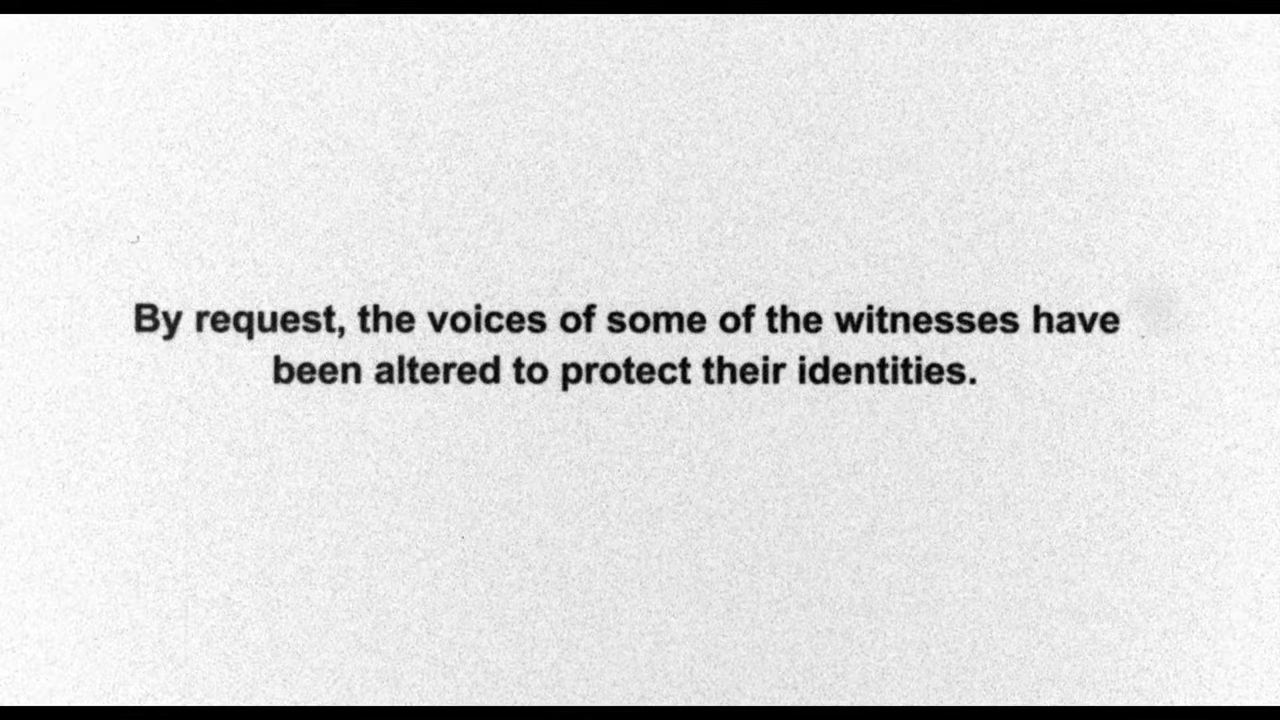 By request, the voices of some of the witnesses have
been altered to protect their identities.